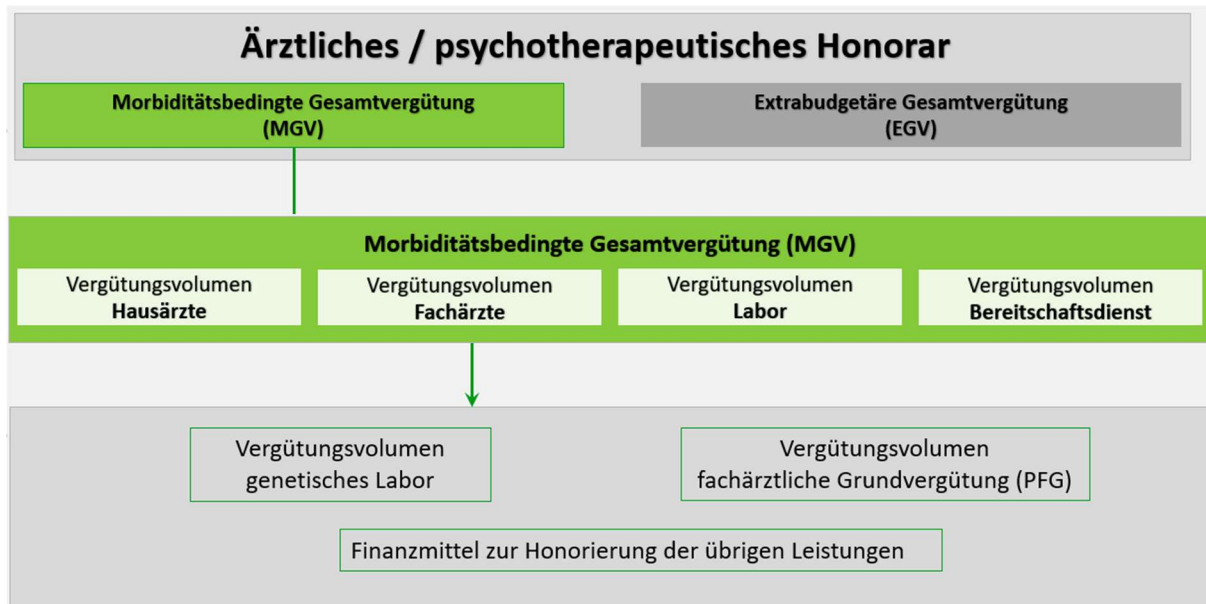 Ärztliches / psychotherapeutisches Honorar
Morbiditätsbedingte Gesamtvergütung
(MGV)
Extrabudgetäre Gesamtvergütung
(EGV)
Morbiditätsbedingte Gesamtvergütung (MGV)
Vergütungsvolumen
Hausärzte
Vergütungsvolumen
Fachärzte
Vergütungsvolumen
Labor
Vergütungsvolumen
Bereitschaftsdienst
Vergütungsvolumen
genetisches Labor
Vergütungsvolumen
fachärztliche Grundvergütung (PFG)
Finanzmittel zur Honorierung der übrigen Leistungen